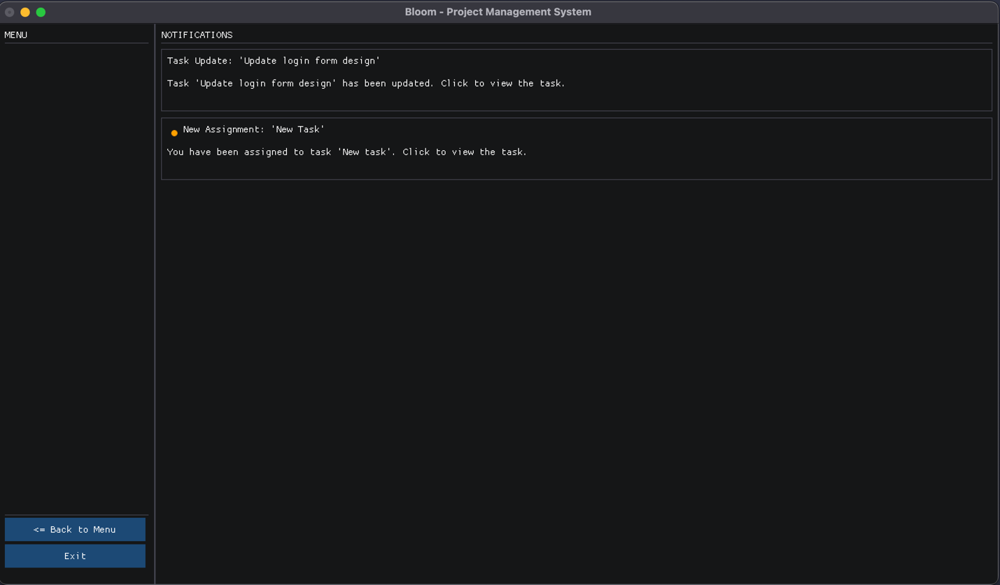 Bloom - Project Management System
MENU
NOTIFICATIONS
Task Update: 'Update login form design'
Task 'Update login form design' has been updated. Click to view the task.
New Assignment: 'New Task'
You have been assigned to task 'New task'. Click to view the task.
<= Back to Menu
Exit